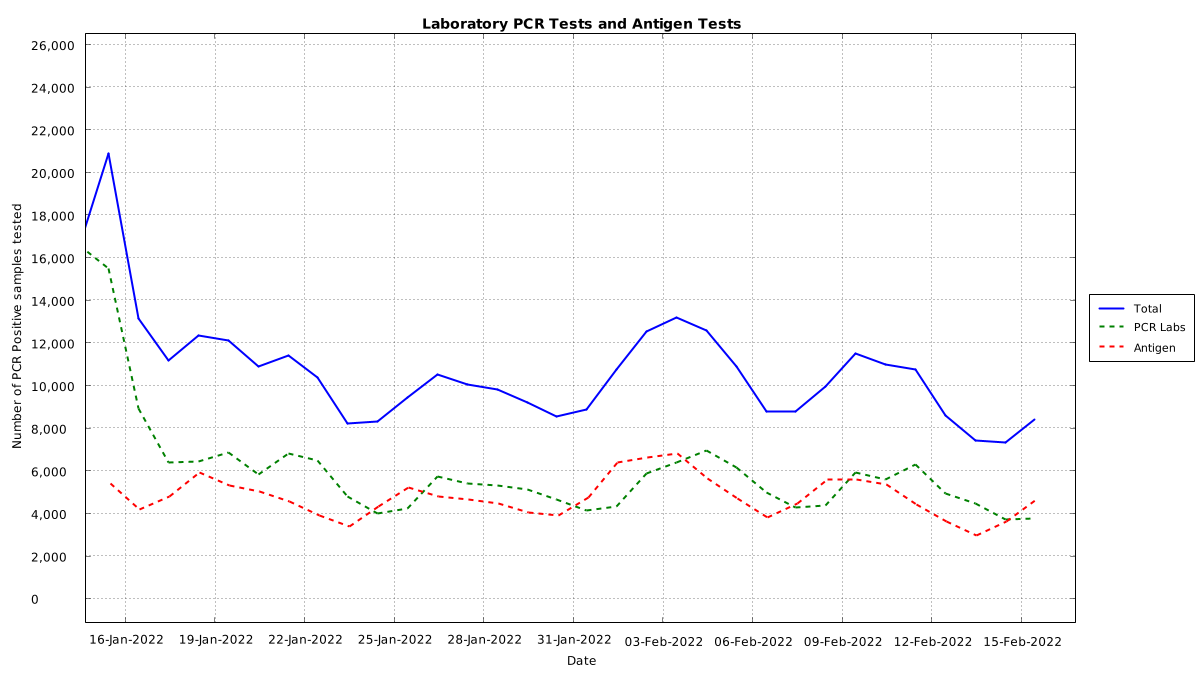 Laboratory PCR Tests and Antigen Tests
Number of PCR Positive samples tested
26,000
24,000
22,000
20,000
18,000
16,000
14,000
12,000
10,000
8,000
6,000
4,000
2,000
0
16-Jan-2022 19-Jan-2022 22-Jan-2022 25-Jan-2022 28-Jan-2022 31-Jan-2022 03-Feb-2022 06-Feb-2022 09-Feb-2022 12-Feb-2022 15-Feb-2022
Date
Total
PCR Labs
Antigen